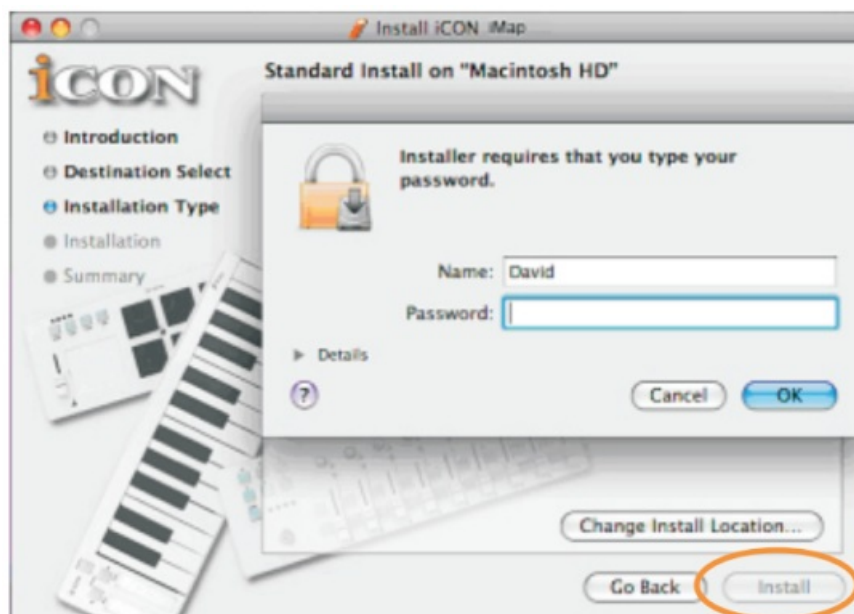 Install iCON iMap
iCON
Standard Install on "Macintosh HD"
Introduction
Destination Select
Installation Type
Installation
Summary
Installer requires that you type your
password.
Name: David
Password:
Details
?
Cancel
OK
Change Install Location...
Go Back
Install